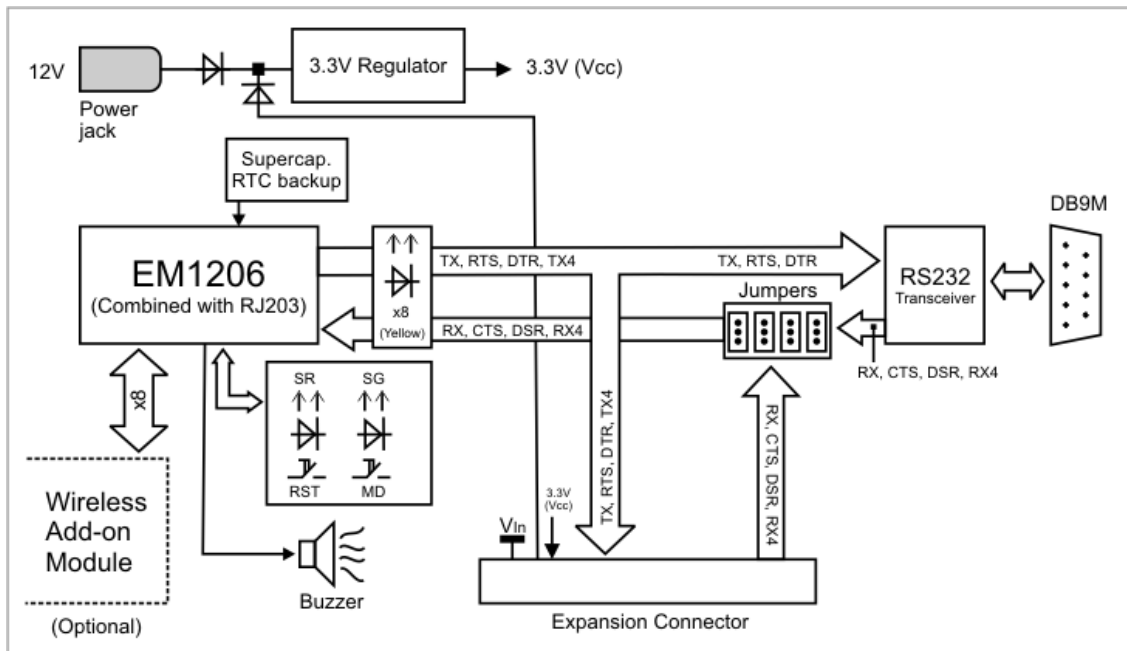 12V
Power
jack
3.3V Regulator
3.3V (Vcc)
Supercap.
RTC backup
DB9M
EM1206
(Combined with RJ203)
x8
(Yellow)
TX, RTS, DTR, TX4
TX, RTS, DTR
RS232
Transceiver
Jumpers
RX, CTS, DSR, RX4
RX, CTS, DSR, RX4
x8
SR
SG
RST
MD
TX, RTS, DTR, TX4
RX, CTS, DSR, RX4
Wireless
Add-on
Module
(Optional)
Buzzer
VIn
3.3V
(Vcc)
Expansion Connector